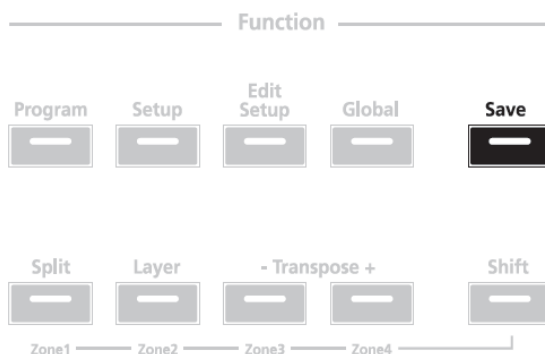 Function
Program Setup Edit Setup Global Save
Split Layer - Transpose + Shift
Zone1 Zone2 Zone3 Zone4